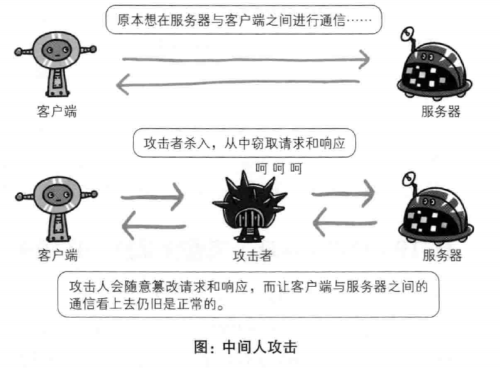 原本想在服务器与客户端之间进行通信……
客户端
服务器
攻击者杀入，从中窃取请求和响应
呵 呵 呵
客户端
攻击者
服务器
攻击人会随意篡改请求和响应，而让客户端与服务器之间的
通信看上去仍旧是正常的。
图：中间人攻击